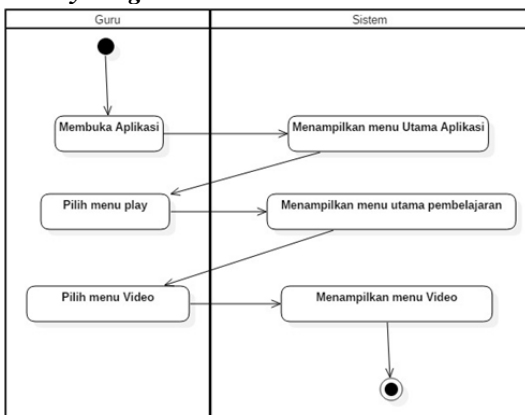 Guru
Sistem
Membuka Aplikasi
Menampilkan menu Utama Aplikasi
Pilih menu play
Menampilkan menu utama pembelajaran
Pilih menu Video
Menampilkan menu Video